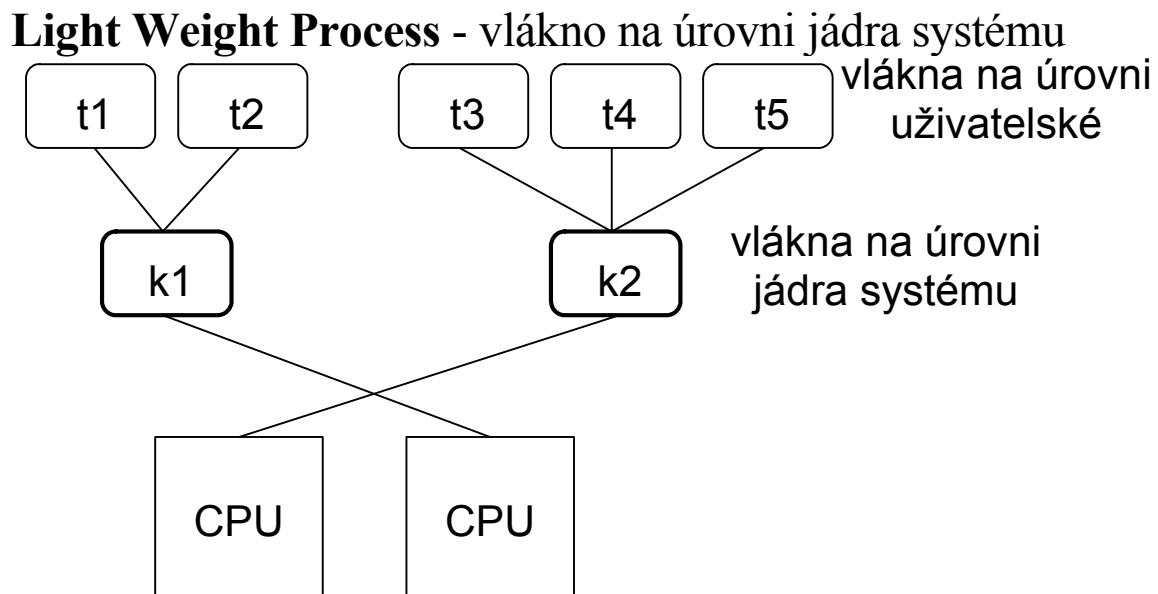 Light Weight Process - vlákno na úrovni jádra systému
t1 t2 t3 t4 t5
vlákna na úrovni
uživatelské
k1 k2
vlákna na úrovni
jádra systému
CPU CPU